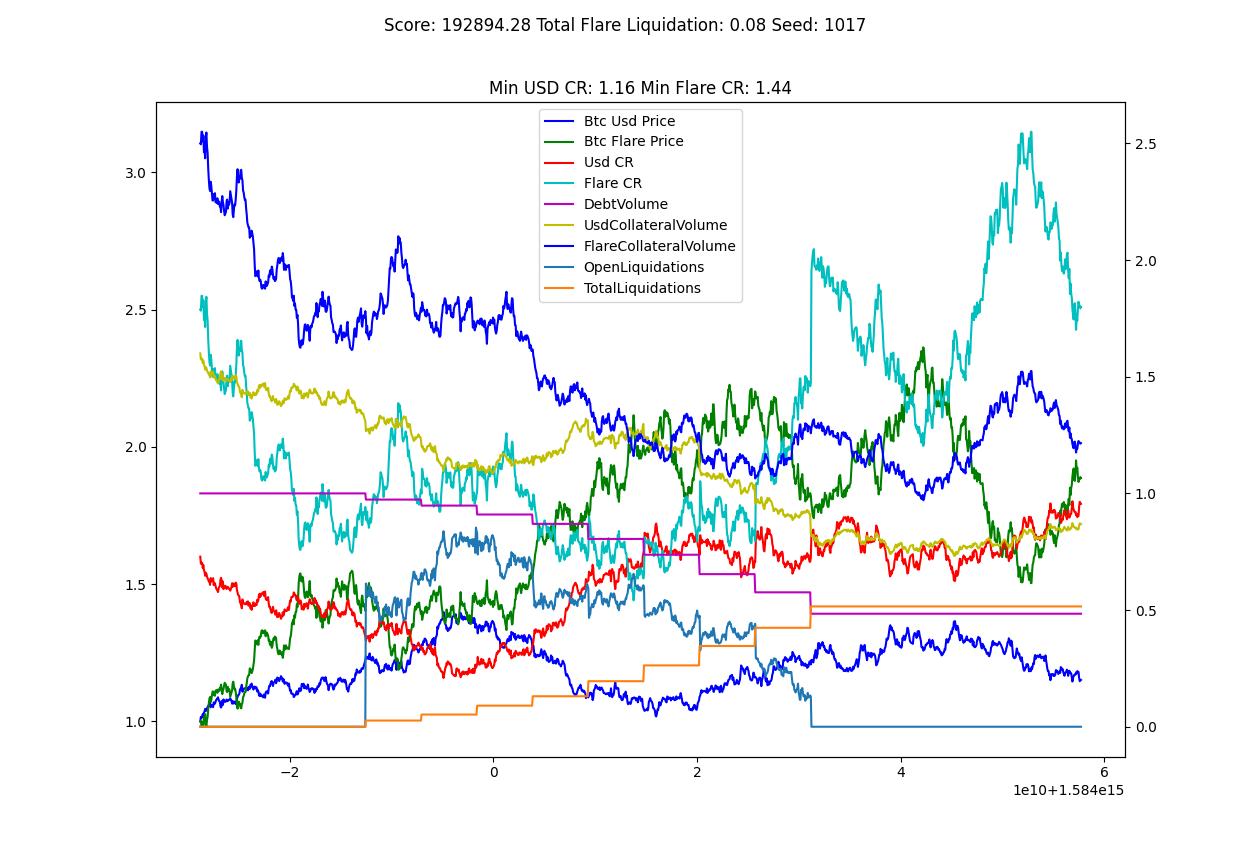 Score: 192894.28 Total Flare Liquidation: 0.08 Seed: 1017
Min USD CR: 1.16 Min Flare CR: 1.44
Btc Usd Price
Btc Flare Price
Usd CR
Flare CR
DebtVolume
UsdCollateralVolume
FlareCollateralVolume
OpenLiquidations
TotalLiquidations
3.0
2.5
2.0
1.5
1.0
2.5
2.0
1.5
1.0
0.5
0.0
−2 0 2 4 6
1e10+1.584e15